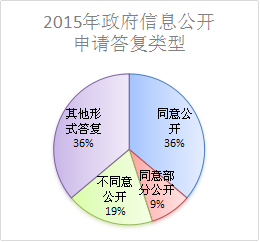 2015年政府信息公开
申请答复类型
其他形
式答复
36%
同意公
开
36%
不同意
公开
19%
同意部
分公开
9%